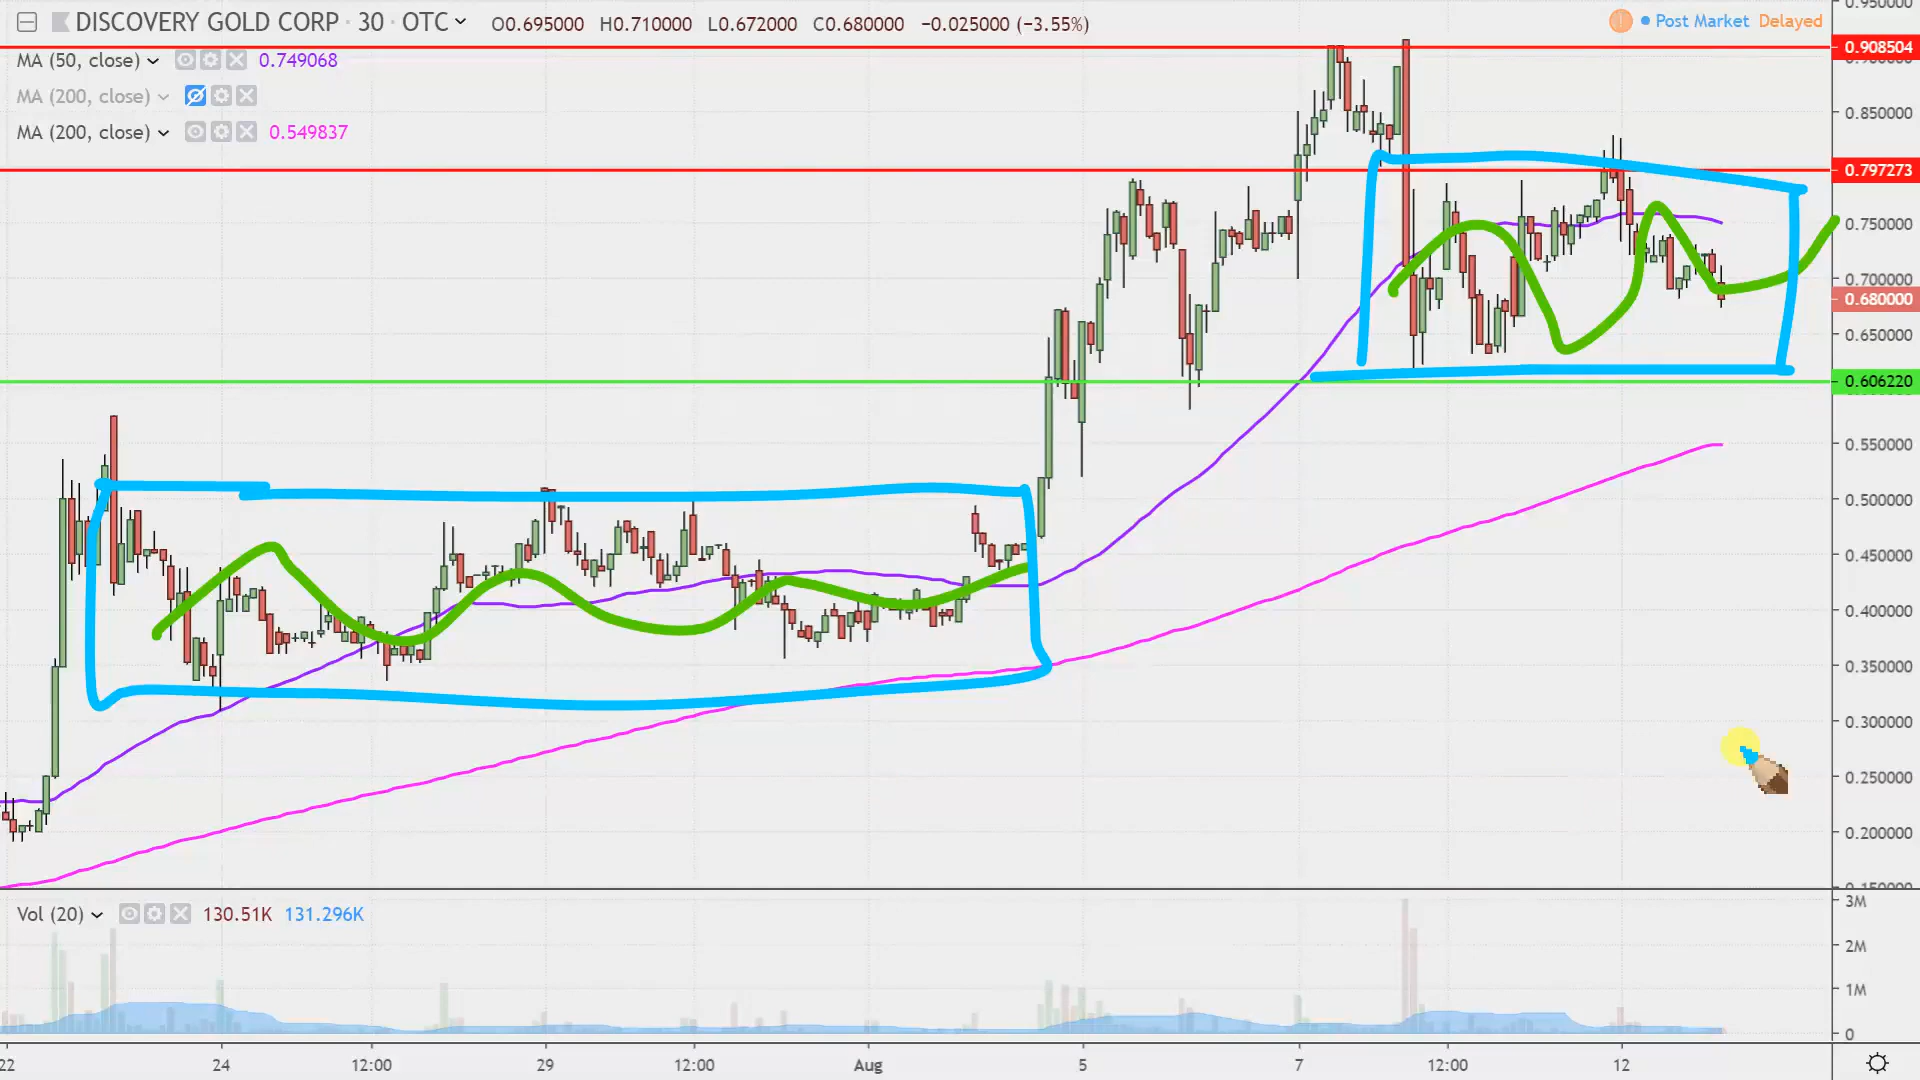 DISCOVERY GOLD CORP · 30 · OTC O0.695000 H0.710000 L0.672000 C0.680000 −0.025000 (−3.55%)
Post Market Delayed
MA (50, close) 0.749068
MA (200, close)
MA (200, close) 0.549837
0.908504
0.850000
0.797273
0.750000
0.700000
0.680000
0.650000
0.606220
0.550000
0.500000
0.450000
0.400000
0.350000
0.300000
0.250000
0.200000
Vol (20) 130.51K 131.296K
3M
2M
1M
0
22 24 12:00 29 12:00 Aug 5 7 12:00 12